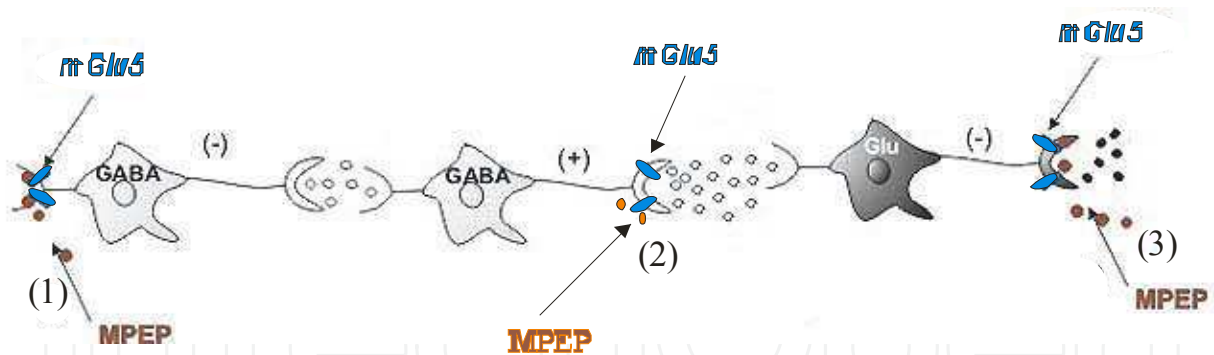 mGlu5
mGlu5
mGlu5
(-)
(+)
(-)
GABA
GABA
Glu
(1)
(2)
(3)
MPEP
MPEP
MPEP